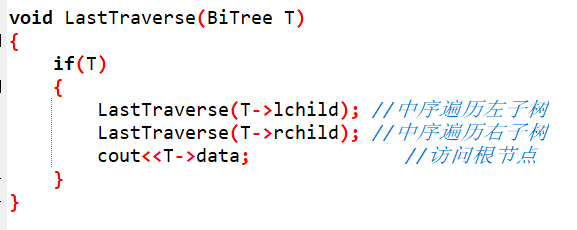 void LastTraverse(BiTree T)
{
if(T)
{
LastTraverse(T->lchild); //中序遍历左子树
LastTraverse(T->rchild); //中序遍历右子树
cout<<T->data; //访问根节点
}
}